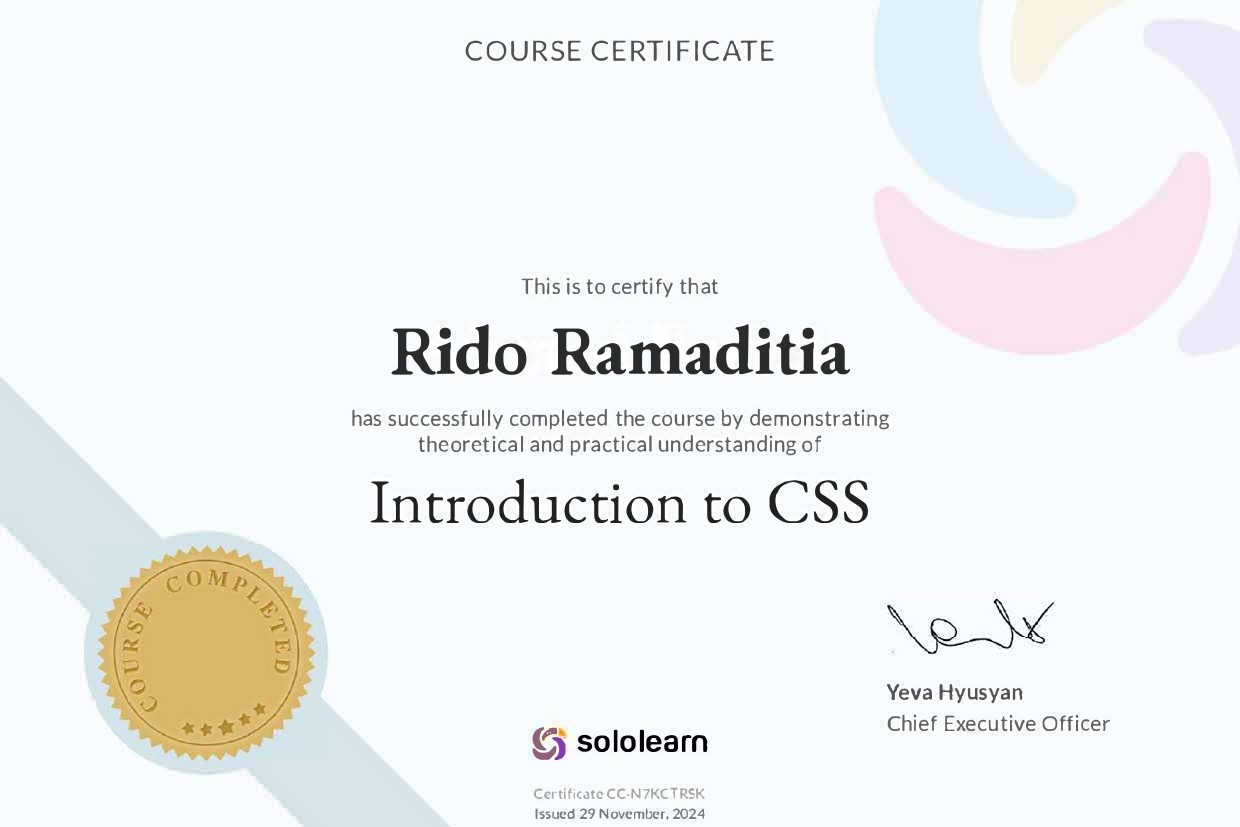 COURSE CERTIFICATE
This is to certify that
Rido Ramaditia
has successfully completed the course by demonstrating
theoretical and practical understanding of
Introduction to CSS
COURSE COMPLETED
Yeva Hyusyan
Chief Executive Officer
sololearn
Certificate CC-N7KCTRSK
Issued 29 November, 2024